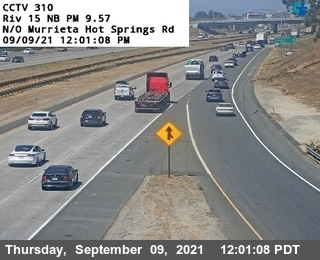 CCTV 310
Riv 15 NB PM 9.57
N/O Murrieta Hot Springs Rd
09/09/21 12:01:08 PM
Thursday, September 09, 2021 12:01:08 PDT